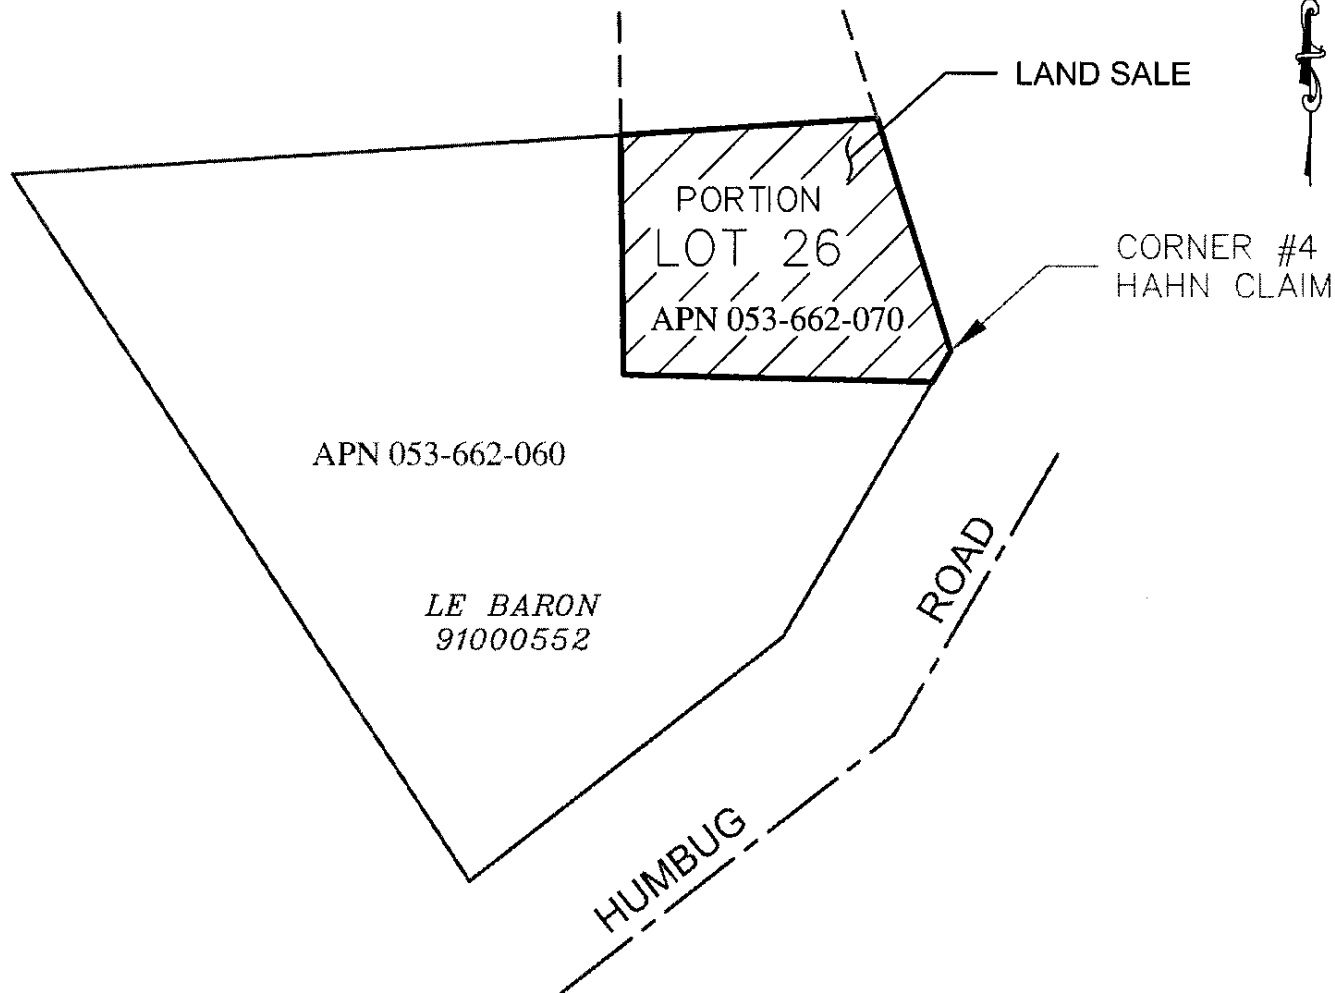 LAND SALE
PORTION
LOT 26
APN 053-662-070
CORNER #4
HAHN CLAIM
APN 053-662-060
LE BARON
91000552
HUMBUG ROAD